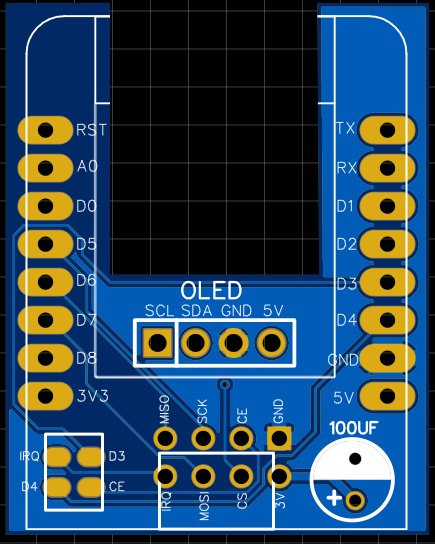 RST TX
A0 RX
D0 D1
D5 D2
D6 D3
D7 D4
D8 GND
3V3 5V
OLED
SCL SDA GND 5V
MISO SCK CE GND
100UF
IRQ D3
D4 CE
IRQ MOSI CS 3V
+